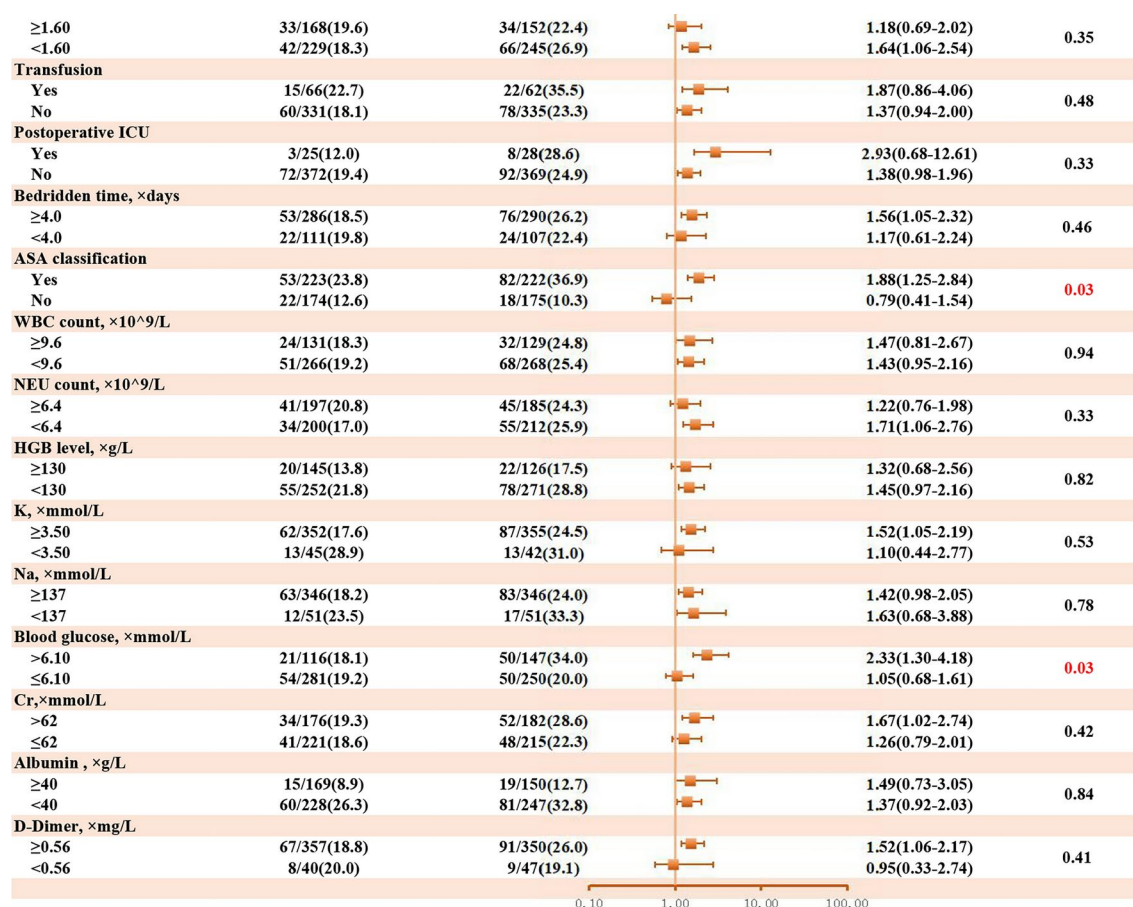 ≥1.60 33/168(19.6) 34/152(22.4) 1.18(0.69-2.02)
0.35
<1.60 42/229(18.3) 66/245(26.9) 1.64(1.06-2.54)
Transfusion
Yes 15/66(22.7) 22/62(35.5) 1.87(0.86-4.06)
0.48
No 60/331(18.1) 78/335(23.3) 1.37(0.94-2.00)
Postoperative ICU
Yes 3/25(12.0) 8/28(28.6) 2.93(0.68-12.61)
0.33
No 72/372(19.4) 92/369(24.9) 1.38(0.98-1.96)
Bedridden time, ×days
≥4.0 53/286(18.5) 76/290(26.2) 1.56(1.05-2.32)
0.46
<4.0 22/111(19.8) 24/107(22.4) 1.17(0.61-2.24)
ASA classification
Yes 53/223(23.8) 82/222(36.9) 1.88(1.25-2.84)
0.03
No 22/174(12.6) 18/175(10.3) 0.79(0.41-1.54)
WBC count, ×10^9/L
≥9.6 24/131(18.3) 32/129(24.8) 1.47(0.81-2.67)
0.94
<9.6 51/266(19.2) 68/268(25.4) 1.43(0.95-2.16)
NEU count, ×10^9/L
≥6.4 41/197(20.8) 45/185(24.3) 1.22(0.76-1.98)
0.33
<6.4 34/200(17.0) 55/212(25.9) 1.71(1.06-2.76)
HGB level, ×g/L
≥130 20/145(13.8) 22/126(17.5) 1.32(0.68-2.56)
0.82
<130 55/252(21.8) 78/271(28.8) 1.45(0.97-2.16)
K, ×mmol/L
≥3.50 62/352(17.6) 87/355(24.5) 1.52(1.05-2.19)
0.53
<3.50 13/45(28.9) 13/42(31.0) 1.10(0.44-2.77)
Na, ×mmol/L
≥137 63/346(18.2) 83/346(24.0) 1.42(0.98-2.05)
0.78
<137 12/51(23.5) 17/51(33.3) 1.63(0.68-3.88)
Blood glucose, ×mmol/L
>6.10 21/116(18.1) 50/147(34.0) 2.33(1.30-4.18)
0.03
≤6.10 54/281(19.2) 50/250(20.0) 1.05(0.68-1.61)
Cr,×mmol/L
>62 34/176(19.3) 52/182(28.6) 1.67(1.02-2.74)
0.42
≤62 41/221(18.6) 48/215(22.3) 1.26(0.79-2.01)
Albumin , ×g/L
≥40 15/169(8.9) 19/150(12.7) 1.49(0.73-3.05)
0.84
<40 60/228(26.3) 81/247(32.8) 1.37(0.92-2.03)
D-Dimer, ×mg/L
≥0.56 67/357(18.8) 91/350(26.0) 1.52(1.06-2.17)
0.41
<0.56 8/40(20.0) 9/47(19.1) 0.95(0.33-2.74)
0.10 1.00 10.00 100.00